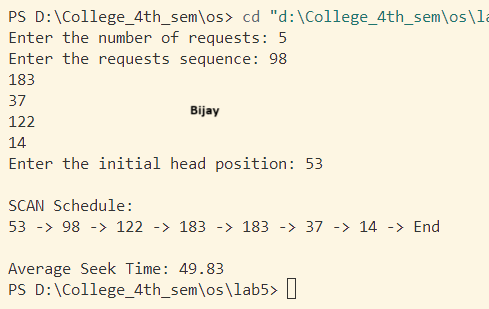 PS D:\College_4th_sem\os> cd "d:\College_4th_sem\os\la
Enter the number of requests: 5
Enter the requests sequence: 98
183
37
Bijay
122
14
Enter the initial head position: 53
SCAN Schedule:
53 -> 98 -> 122 -> 183 -> 183 -> 37 -> 14 -> End
Average Seek Time: 49.83
PS D:\College_4th_sem\os\lab5>